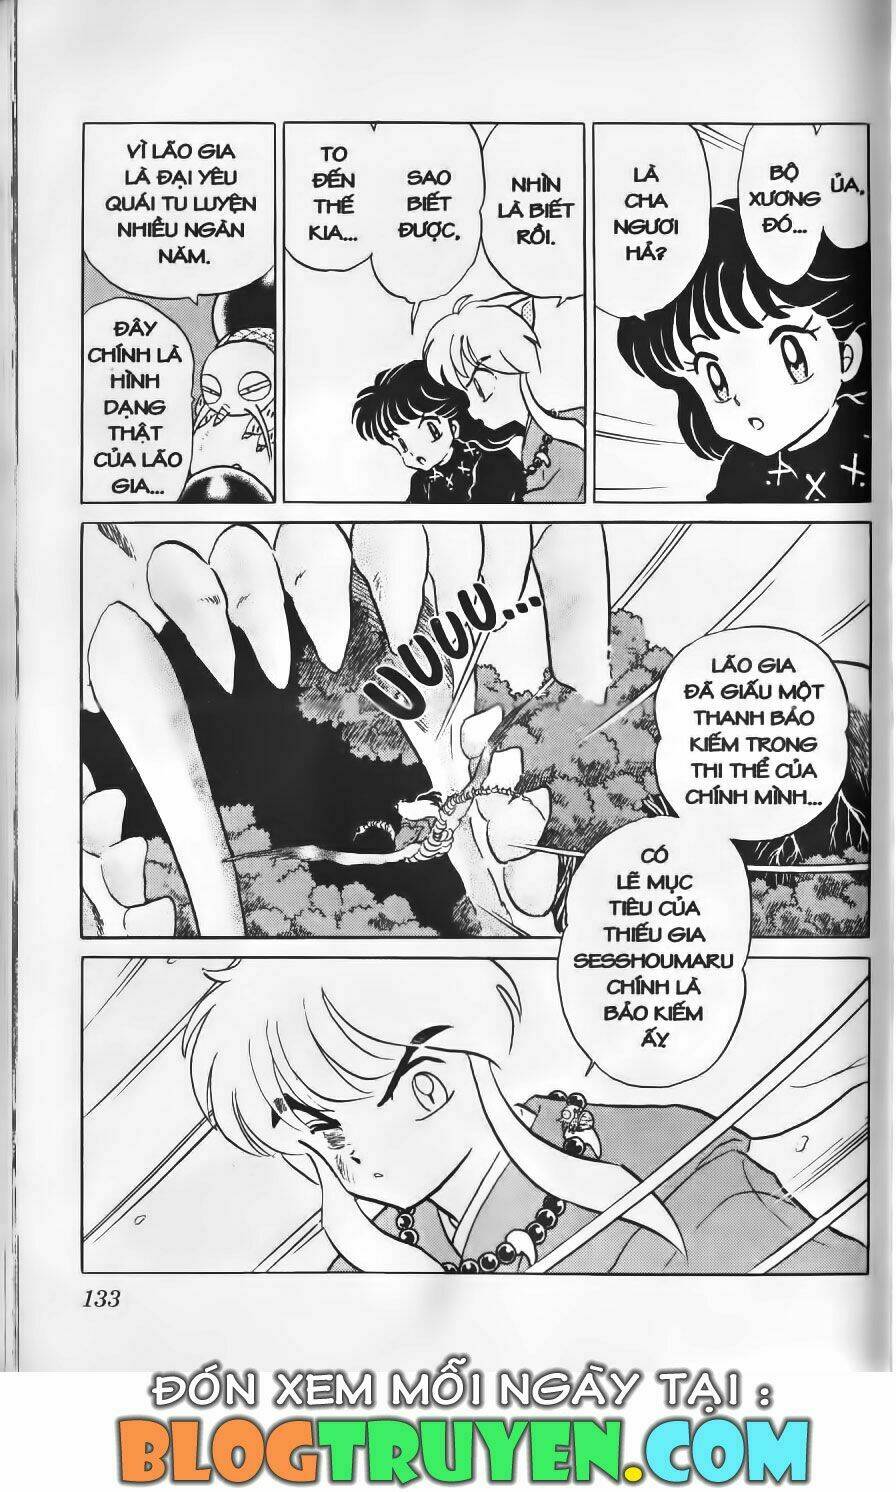 ỦA,
BỘ
XƯƠNG
ĐÓ...
LÀ
CHA
NGƯƠI
HẢ?
NHÌN
LÀ BIẾT
RỒI.
SAO
BIẾT
ĐƯỢC,
TO
ĐẾN
THẾ
KIA...
VÌ LÃO GIA
LÀ ĐẠI YÊU
QUÁI TU LUYỆN
NHIỀU NGÀN
NĂM.
ĐÂY
CHÍNH LÀ
HÌNH
DẠNG
THẬT
CỦA LÃO
GIA...
UUUUU...
LÃO GIA
ĐÃ GIẤU MỘT
THANH BẢO
KIẾM TRONG
THI THỂ CỦA
CHÍNH MÌNH...
CÓ
LẼ MỤC
TIÊU CỦA
THIẾU GIA
SESSHOUMARU
CHÍNH LÀ
BẢO KIẾM
ẤY.
133
ĐÓN XEM MỖI NGÀY TẠI :
BLOGTRUYEN.COM